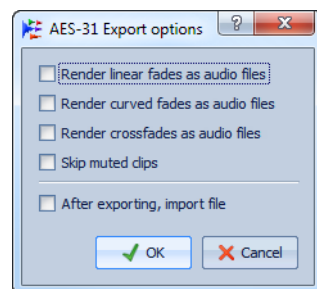 AES-31 Export options
Render linear fades as audio files
Render curved fades as audio files
Render crossfades as audio files
Skip muted clips
After exporting, import file
OK Cancel